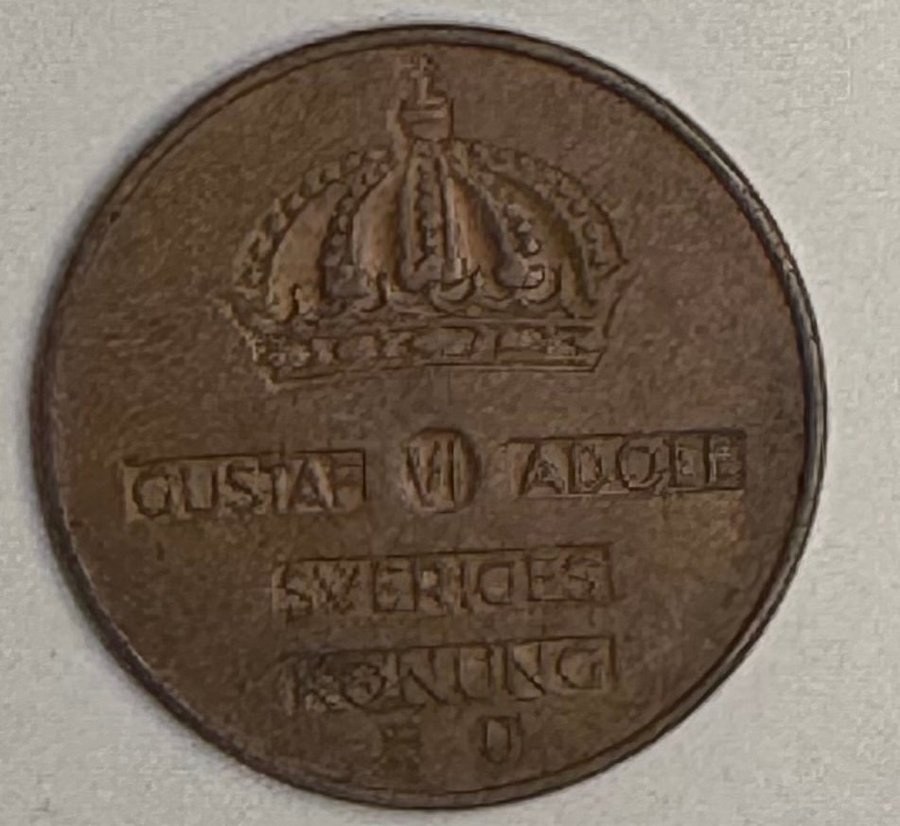 GUSTAF VI ADOLF
SVERIGES
KONUNG
U